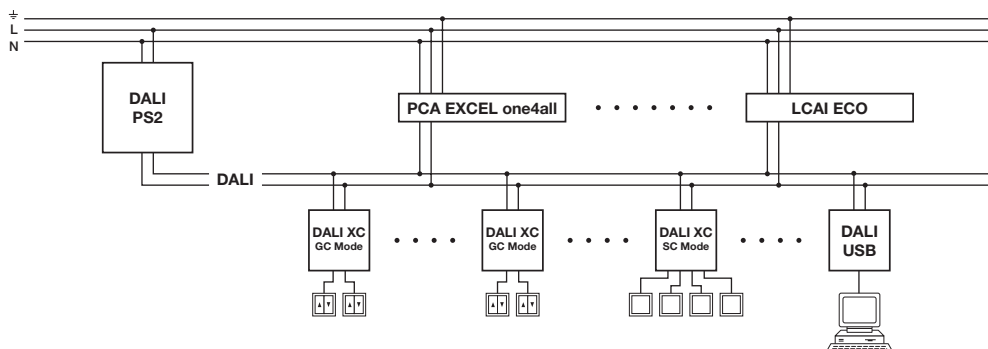 L
N
DALI
PS2
PCA EXCEL one4all
LCAI ECO
DALI
DALI XC
GC Mode
DALI XC
GC Mode
DALI XC
SC Mode
DALI
USB